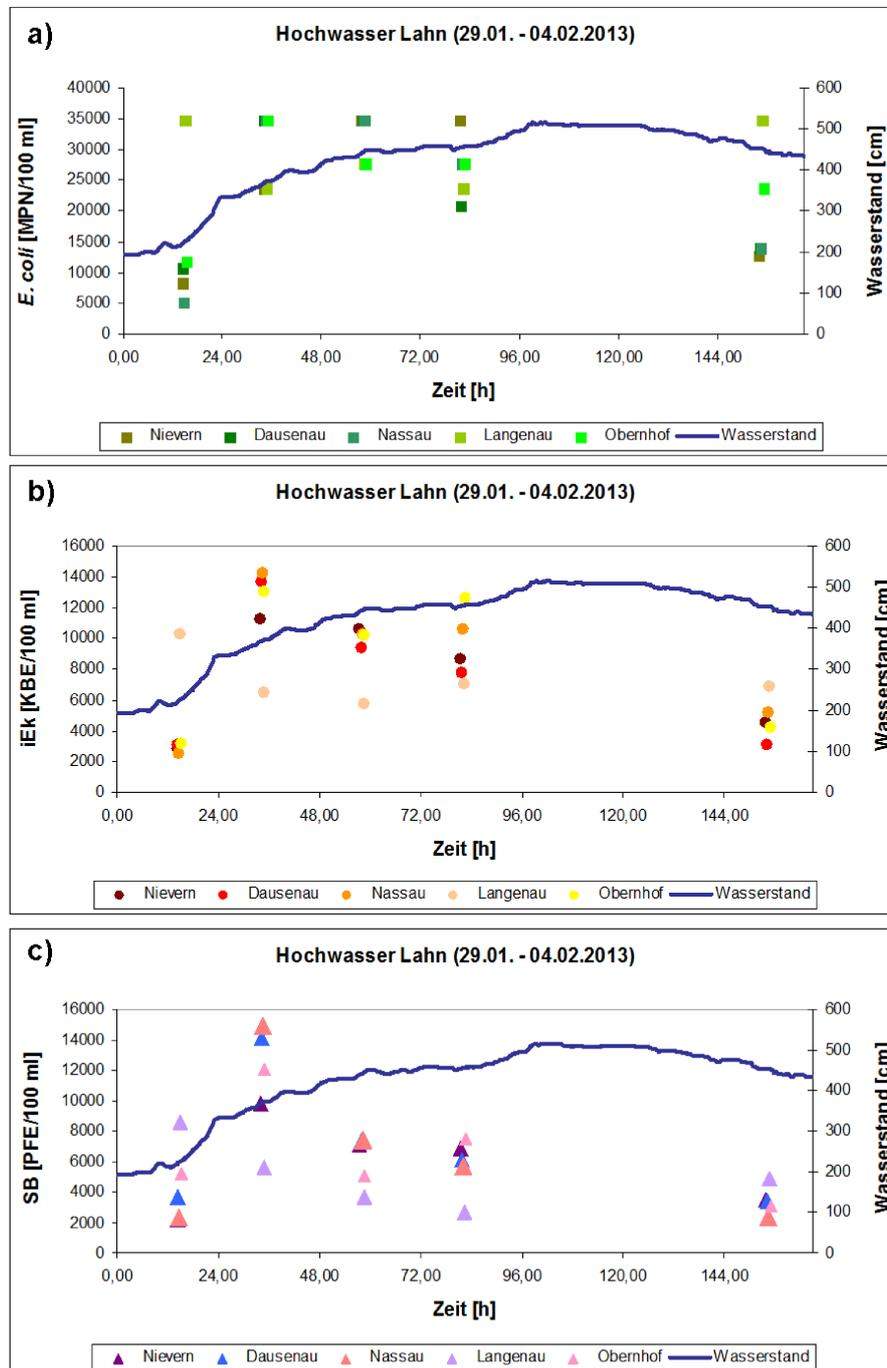 a)
Hochwasser Lahn (29.01. - 04.02.2013)
E. coli [MPN/100 ml]
40000
35000
30000
25000
20000
15000
10000
5000
0
600
500
400
300
200
100
0
Wasserstand [cm]
0,00 24,00 48,00 72,00 96,00 120,00 144,00
Zeit [h]
Nievern Dausenau Nassau Langenau Obernhof Wasserstand
b)
Hochwasser Lahn (29.01. - 04.02.2013)
iEk [KBE/100 ml]
16000
14000
12000
10000
8000
6000
4000
2000
0
600
500
400
300
200
100
0
Wasserstand [cm]
0,00 24,00 48,00 72,00 96,00 120,00 144,00
Zeit [h]
Nievern Dausenau Nassau Langenau Obernhof Wasserstand
c)
Hochwasser Lahn (29.01. - 04.02.2013)
SB [PFE/100 ml]
16000
14000
12000
10000
8000
6000
4000
2000
0
600
500
400
300
200
100
0
Wasserstand [cm]
0,00 24,00 48,00 72,00 96,00 120,00 144,00
Zeit [h]
Nievern Dausenau Nassau Langenau Obernhof Wasserstand